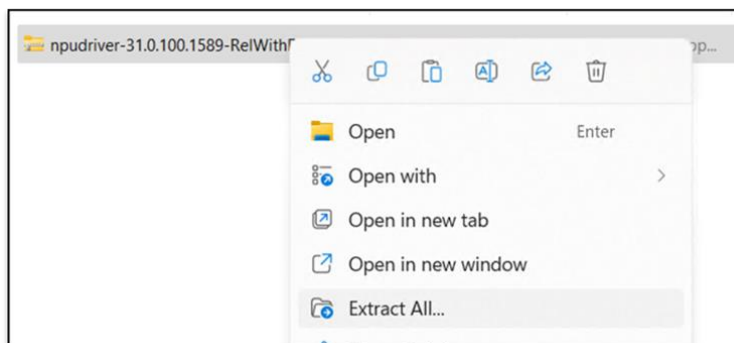 npudriver-31.0.100.1589-RelWith
op...
Open Enter
Open with
Open in new tab
Open in new window
Extract All...